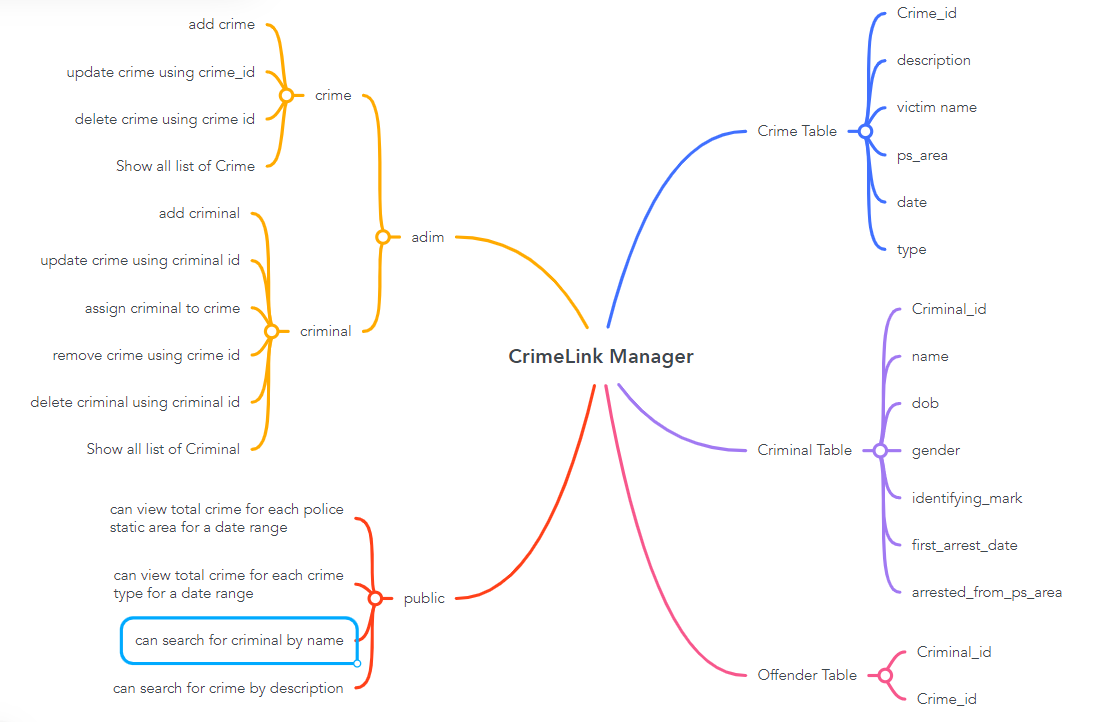 add crime
update crime using crime_id
delete crime using crime id
Show all list of Crime
crime
add criminal
update crime using criminal id
assign criminal to crime
remove crime using crime id
delete criminal using criminal id
Show all list of Criminal
criminal
adim
can view total crime for each police
static area for a date range
can view total crime for each crime
type for a date range
can search for criminal by name
can search for crime by description
public
CrimeLink Manager
Crime Table
Crime_id
description
victim name
ps_area
date
type
Criminal Table
Criminal_id
name
dob
gender
identifying_mark
first_arrest_date
arrested_from_ps_area
Offender Table
Criminal_id
Crime_id